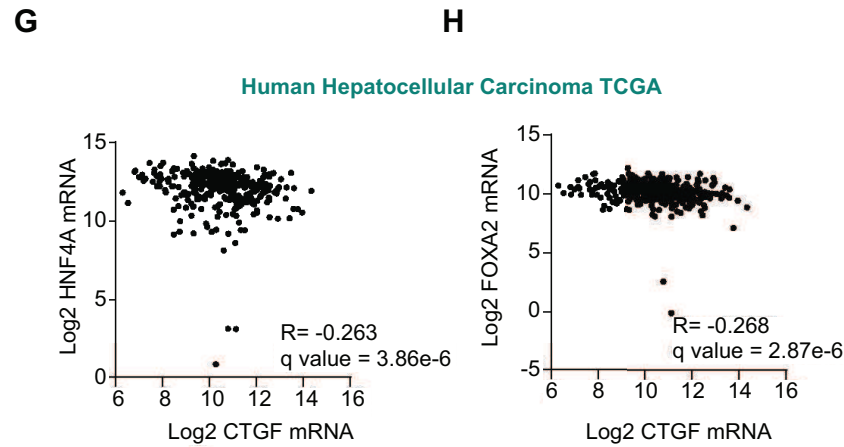 G
H
Human Hepatocellular Carcinoma TCGA
Log2 HNF4A mRNA
15
10
5
0
6 8 10 12 14 16
Log2 CTGF mRNA
R= -0.263
q value = 3.86e-6
Log2 FOXA2 mRNA
15
10
5
0
-5
6 8 10 12 14 16
Log2 CTGF mRNA
R= -0.268
q value = 2.87e-6